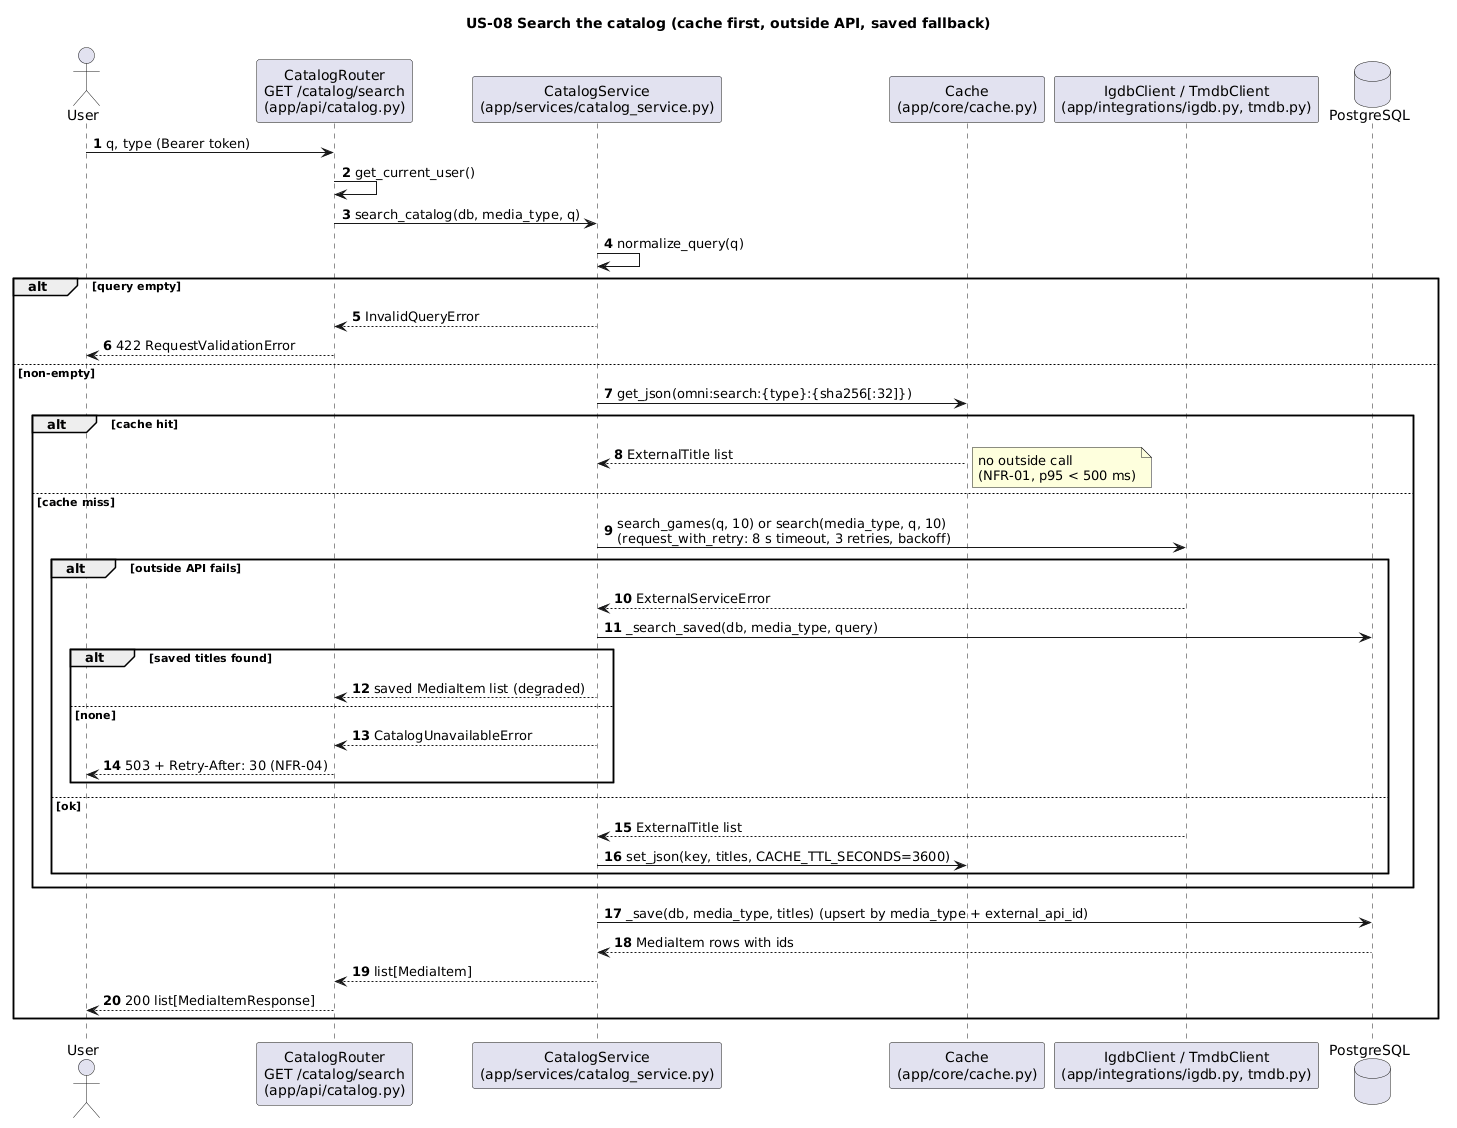 US-08 Search the catalog (cache first, outside API, saved fallback)
User
CatalogRouter
GET /catalog/search
(app/api/catalog.py)
CatalogService
(app/services/catalog_service.py)
Cache
(app/core/cache.py)
IgdbClient / TmdbClient
(app/integrations/igdb.py, tmdb.py)
PostgreSQL
1 q, type (Bearer token)
2 get_current_user()
3 search_catalog(db, media_type, q)
4 normalize_query(q)
alt [query empty]
5 InvalidQueryError
6 422 RequestValidationError
[non-empty]
7 get_json(omni:search:{type}:{sha256[:32]})
alt [cache hit]
8 ExternalTitle list
no outside call
(NFR-01, p95 < 500 ms)
[cache miss]
9 search_games(q, 10) or search(media_type, q, 10)
(request_with_retry: 8 s timeout, 3 retries, backoff)
alt [outside API fails]
10 ExternalServiceError
11 _search_saved(db, media_type, query)
alt [saved titles found]
12 saved MediaItem list (degraded)
[none]
13 CatalogUnavailableError
14 503 + Retry-After: 30 (NFR-04)
[ok]
15 ExternalTitle list
16 set_json(key, titles, CACHE_TTL_SECONDS=3600)
17 _save(db, media_type, titles) (upsert by media_type + external_api_id)
18 MediaItem rows with ids
19 list[MediaItem]
20 200 list[MediaItemResponse]
User
CatalogRouter
GET /catalog/search
(app/api/catalog.py)
CatalogService
(app/services/catalog_service.py)
Cache
(app/core/cache.py)
IgdbClient / TmdbClient
(app/integrations/igdb.py, tmdb.py)
PostgreSQL